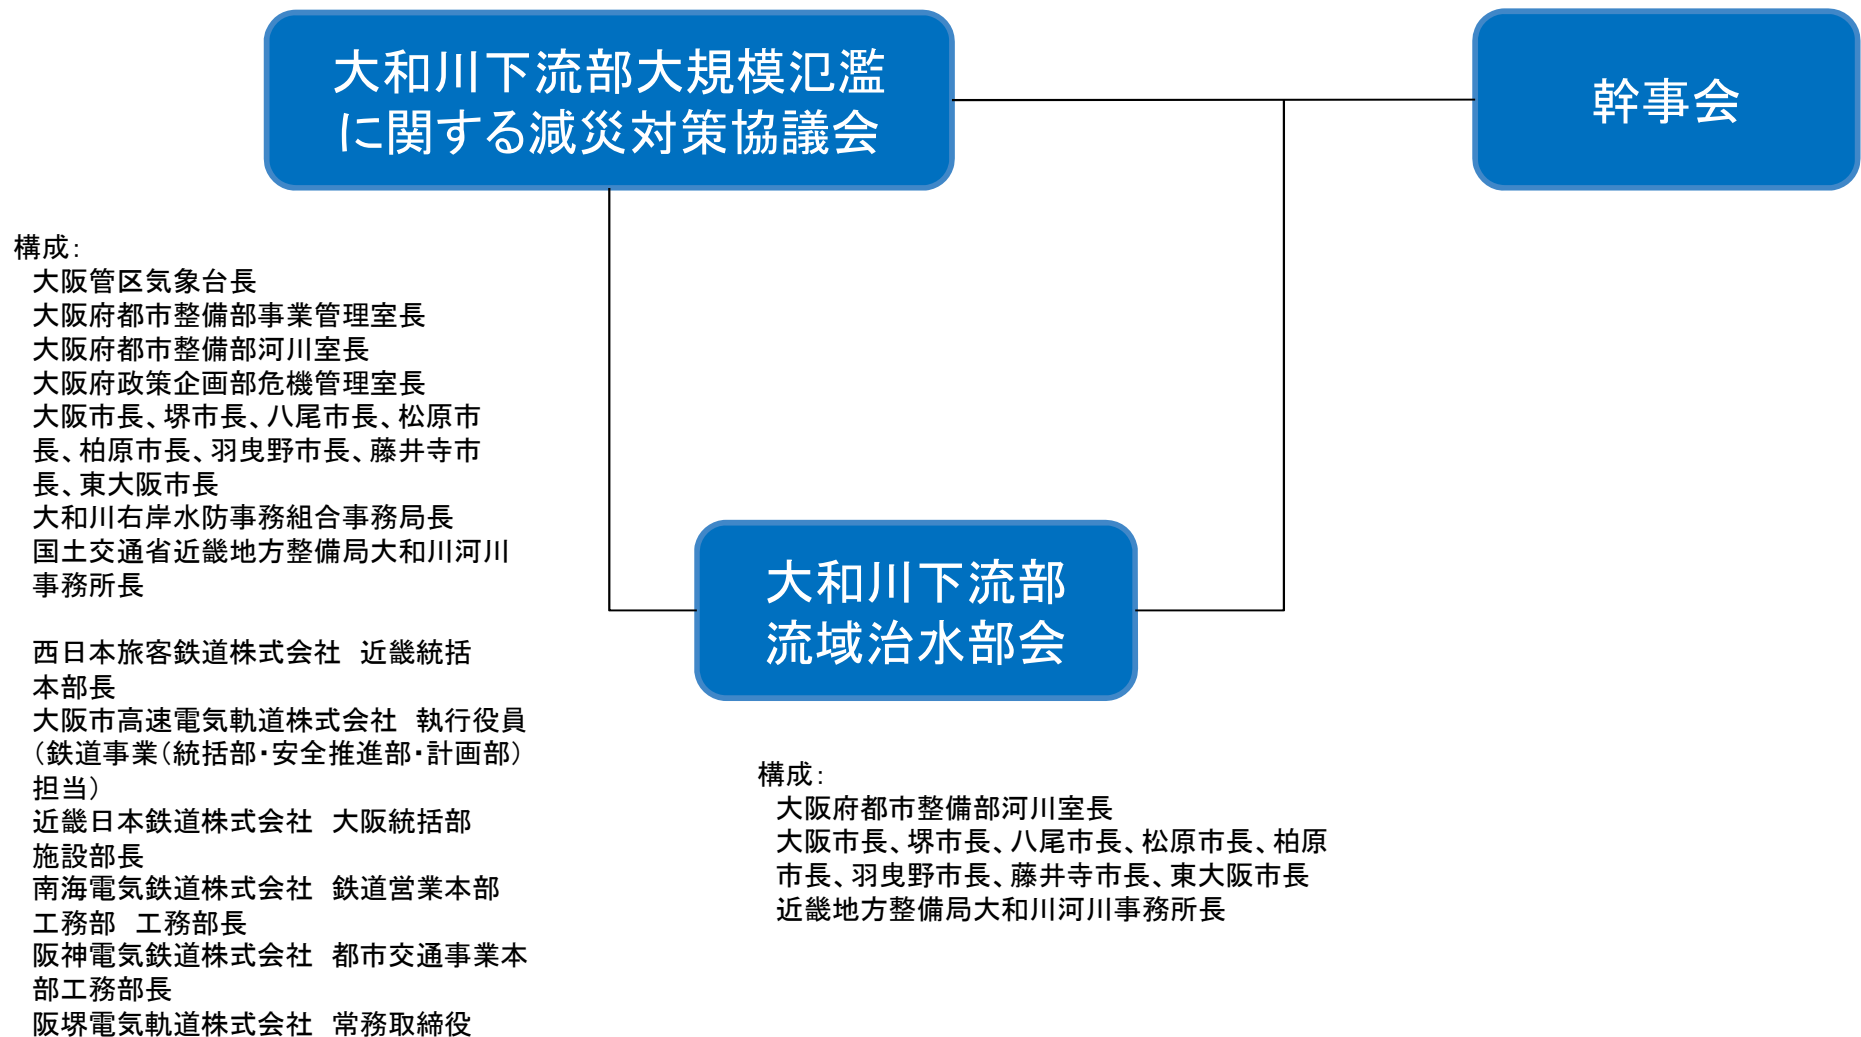 大和川下流部大規模氾濫
に関する減災対策協議会
幹事会
構成：
大阪管区気象台長
大阪府都市整備部事業管理室長
大阪府都市整備部河川室長
大阪府政策企画部危機管理室長
大阪市長、堺市長、八尾市長、松原市
長、柏原市長、羽曳野市長、藤井寺市
長、東大阪市長
大和川右岸水防事務組合事務局長
国土交通省近畿地方整備局大和川河川
事務所長
西日本旅客鉄道株式会社　近畿統括
本部長
大阪市高速電気軌道株式会社　執行役員
（鉄道事業（統括部・安全推進部・計画部）
担当）
近畿日本鉄道株式会社　大阪統括部
施設部長
南海電気鉄道株式会社　鉄道営業本部
工務部　工務部長
阪神電気鉄道株式会社　都市交通事業本
部工務部長
阪堺電気軌道株式会社　常務取締役
大和川下流部
流域治水部会
構成：
大阪府都市整備部河川室長
大阪市長、堺市長、八尾市長、松原市長、柏原
市長、羽曳野市長、藤井寺市長、東大阪市長
近畿地方整備局大和川河川事務所長